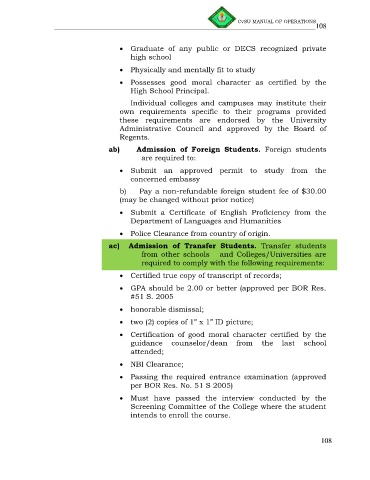 CvSU MANUAL OF OPERATIONS
108
• Graduate of any public or DECS recognized private
high school
• Physically and mentally fit to study
• Possesses good moral character as certified by the
High School Principal.
Individual colleges and campuses may institute their
own requirements specific to their programs provided
these requirements are endorsed by the University
Administrative Council and approved by the Board of
Regents.
ab) Admission of Foreign Students. Foreign students
are required to:
• Submit an approved permit to study from the
concerned embassy
b) Pay a non-refundable foreign student fee of $30.00
(may be changed without prior notice)
• Submit a Certificate of English Proficiency from the
Department of Languages and Humanities
• Police Clearance from country of origin.
ac) Admission of Transfer Students. Transfer students
from other schools and Colleges/Universities are
required to comply with the following requirements:
• Certified true copy of transcript of records;
• GPA should be 2.00 or better (approved per BOR Res.
#51 S. 2005
• honorable dismissal;
• two (2) copies of 1" x 1" ID picture;
• Certification of good moral character certified by the
guidance counselor/dean from the last school
attended;
• NBI Clearance;
• Passing the required entrance examination (approved
per BOR Res. No. 51 S 2005)
• Must have passed the interview conducted by the
Screening Committee of the College where the student
intends to enroll the course.
108